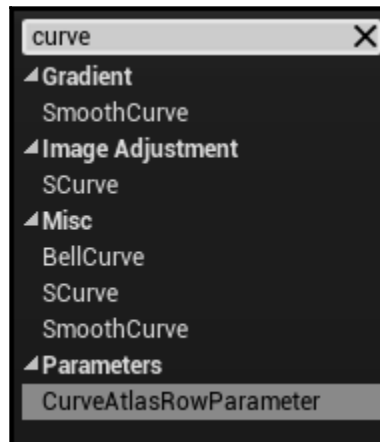 curve
Gradient
SmoothCurve
Image Adjustment
SCurve
Misc
BellCurve
SCurve
SmoothCurve
Parameters
CurveAtlasRowParameter